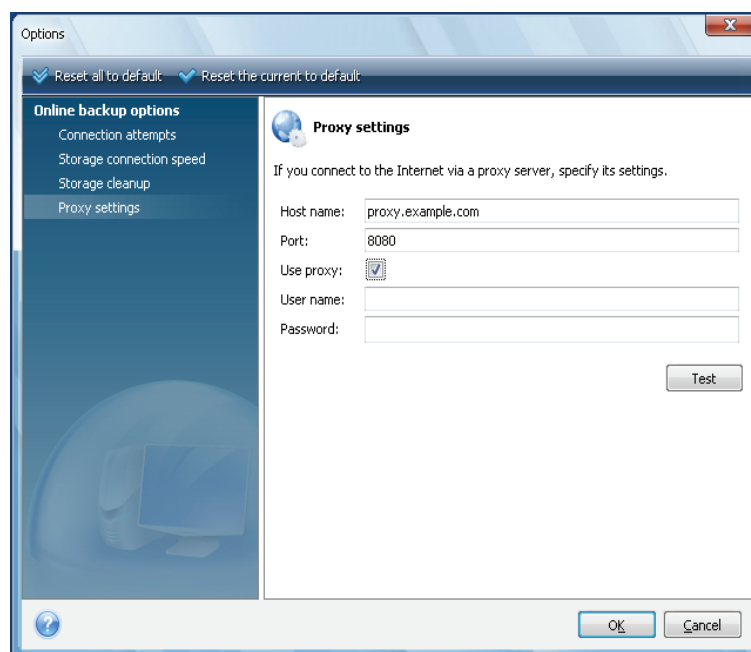 Options
Reset all to default Reset the current to default
Online backup options
Connection attempts
Storage connection speed
Storage cleanup
Proxy settings
Proxy settings
If you connect to the Internet via a proxy server, specify its settings.
Host name: proxy.example.com
Port: 8080
Use proxy:
User name:
Password:
Test
OK Cancel